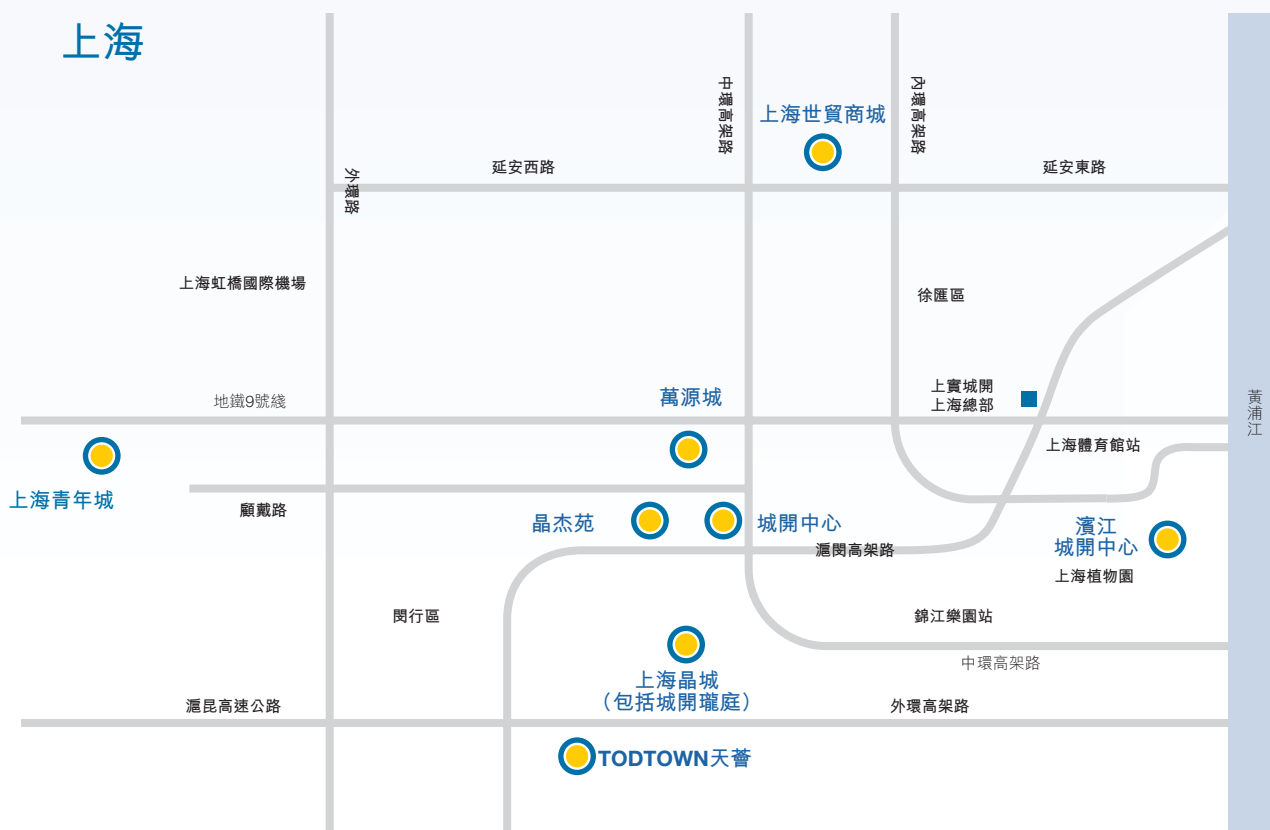 上海
中環高架路
內環高架路
上海世貿商城
延安西路
延安東路
外環路
上海虹橋國際機場
徐匯區
上實城開
上海總部
萬源城
地鐵9號綫
黃浦江
上海體育館站
上海青年城
顧戴路
晶杰苑
城開中心
濱江
城開中心
滬閔高架路
上海植物園
閔行區
錦江樂園站
中環高架路
上海晶城
（包括城開瓏庭）
滬昆高速公路
外環高架路
TODTOWN天薈